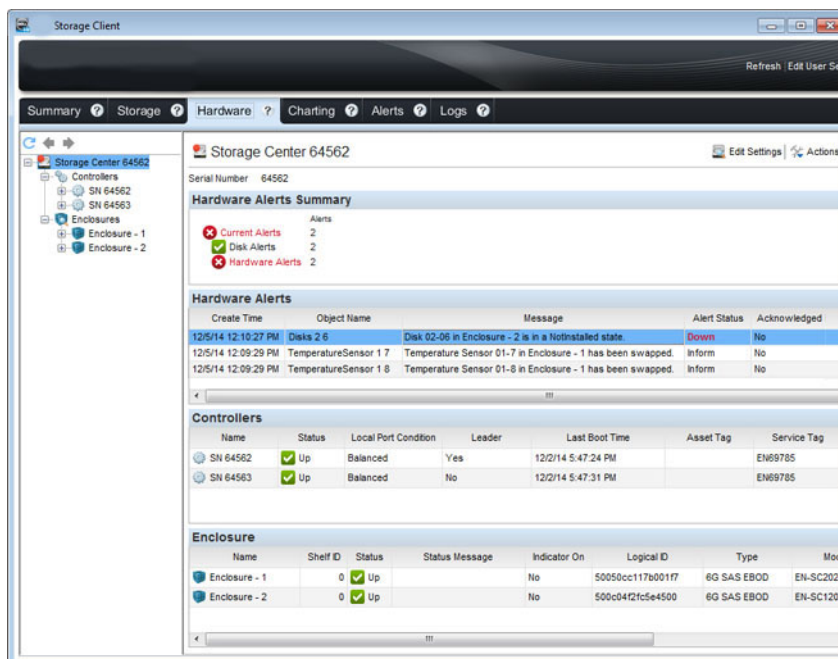 Storage Client
Refresh Edit User Se
Summary ? Storage ? Hardware ? Charting ? Alerts ? Logs ?
Storage Center 64562
Controllers
SN 64562
SN 64563
Enclosures
Enclosure - 1
Enclosure - 2
Storage Center 64562
Edit Settings Actions
Serial Number 64562
Hardware Alerts Summary
Alerts
Current Alerts 2
Disk Alerts 2
Hardware Alerts 2
Hardware Alerts
Create Time Object Name Message Alert Status Acknowledged
12/5/14 12:10:27 PM Disks 2 6 Disk 02-06 in Enclosure - 2 is in a NotInstalled state. Down No
12/5/14 12:09:29 PM TemperatureSensor 1 7 Temperature Sensor 01-7 in Enclosure - 1 has been swapped. Inform No
12/5/14 12:09:29 PM TemperatureSensor 1 8 Temperature Sensor 01-8 in Enclosure - 1 has been swapped. Inform No
Controllers
Name Status Local Port Condition Leader Last Boot Time Asset Tag Service Tag
SN 64562 Up Balanced Yes 12/2/14 5:47:24 PM EN69785
SN 64563 Up Balanced No 12/2/14 5:47:31 PM EN69785
Enclosure
Name Shelf ID Status Status Message Indicator On Logical ID Type Mod
Enclosure - 1 0 Up No 50050cc117b001f7 6G SAS EBOD EN-SC202
Enclosure - 2 0 Up No 500c04f2fc5e4500 6G SAS EBOD EN-SC120